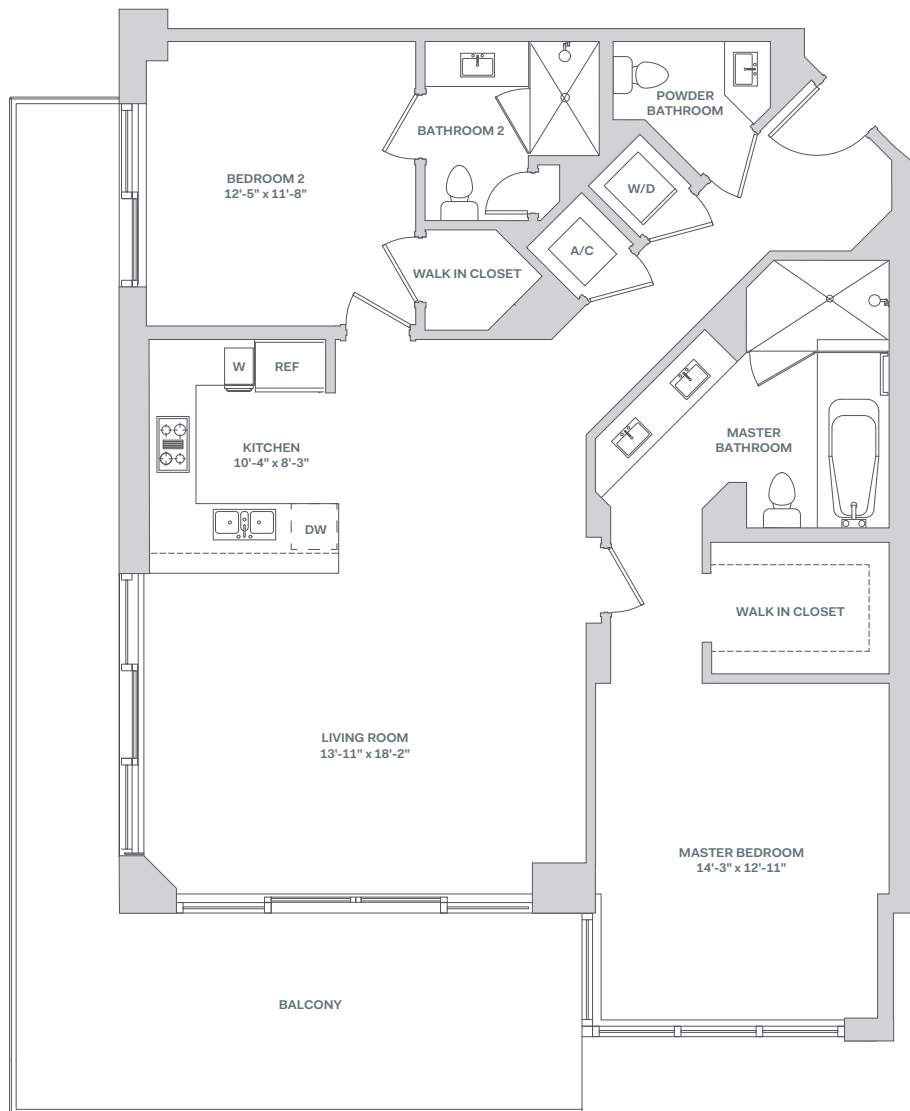 POWDER
BATHROOM
BATHROOM 2
BEDROOM 2
12'-5" x 11'-8"
W/D
A/C
WALK IN CLOSET
W
REF
KITCHEN
10'-4" x 8'-3"
MASTER
BATHROOM
DW
WALK IN CLOSET
LIVING ROOM
13'-11" x 18'-2"
MASTER BEDROOM
14'-3" x 12'-11"
BALCONY